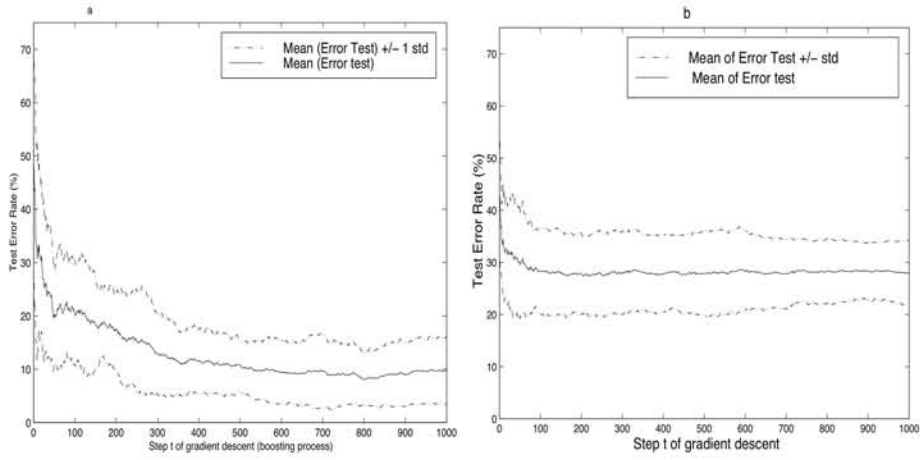 a
Mean (Error Test) +/- 1 std
Mean (Error test)
70
60
50
40
30
20
10
0
Test Error Rate (%)
0 100 200 300 400 500 600 700 800 900 1000
Step t of gradient descent (boosting process)
b
Mean of Error Test +/- std
Mean of Error test
70
60
50
40
30
20
10
0
Test Error Rate (%)
0 100 200 300 400 500 600 700 800 900 1000
Step t of gradient descent